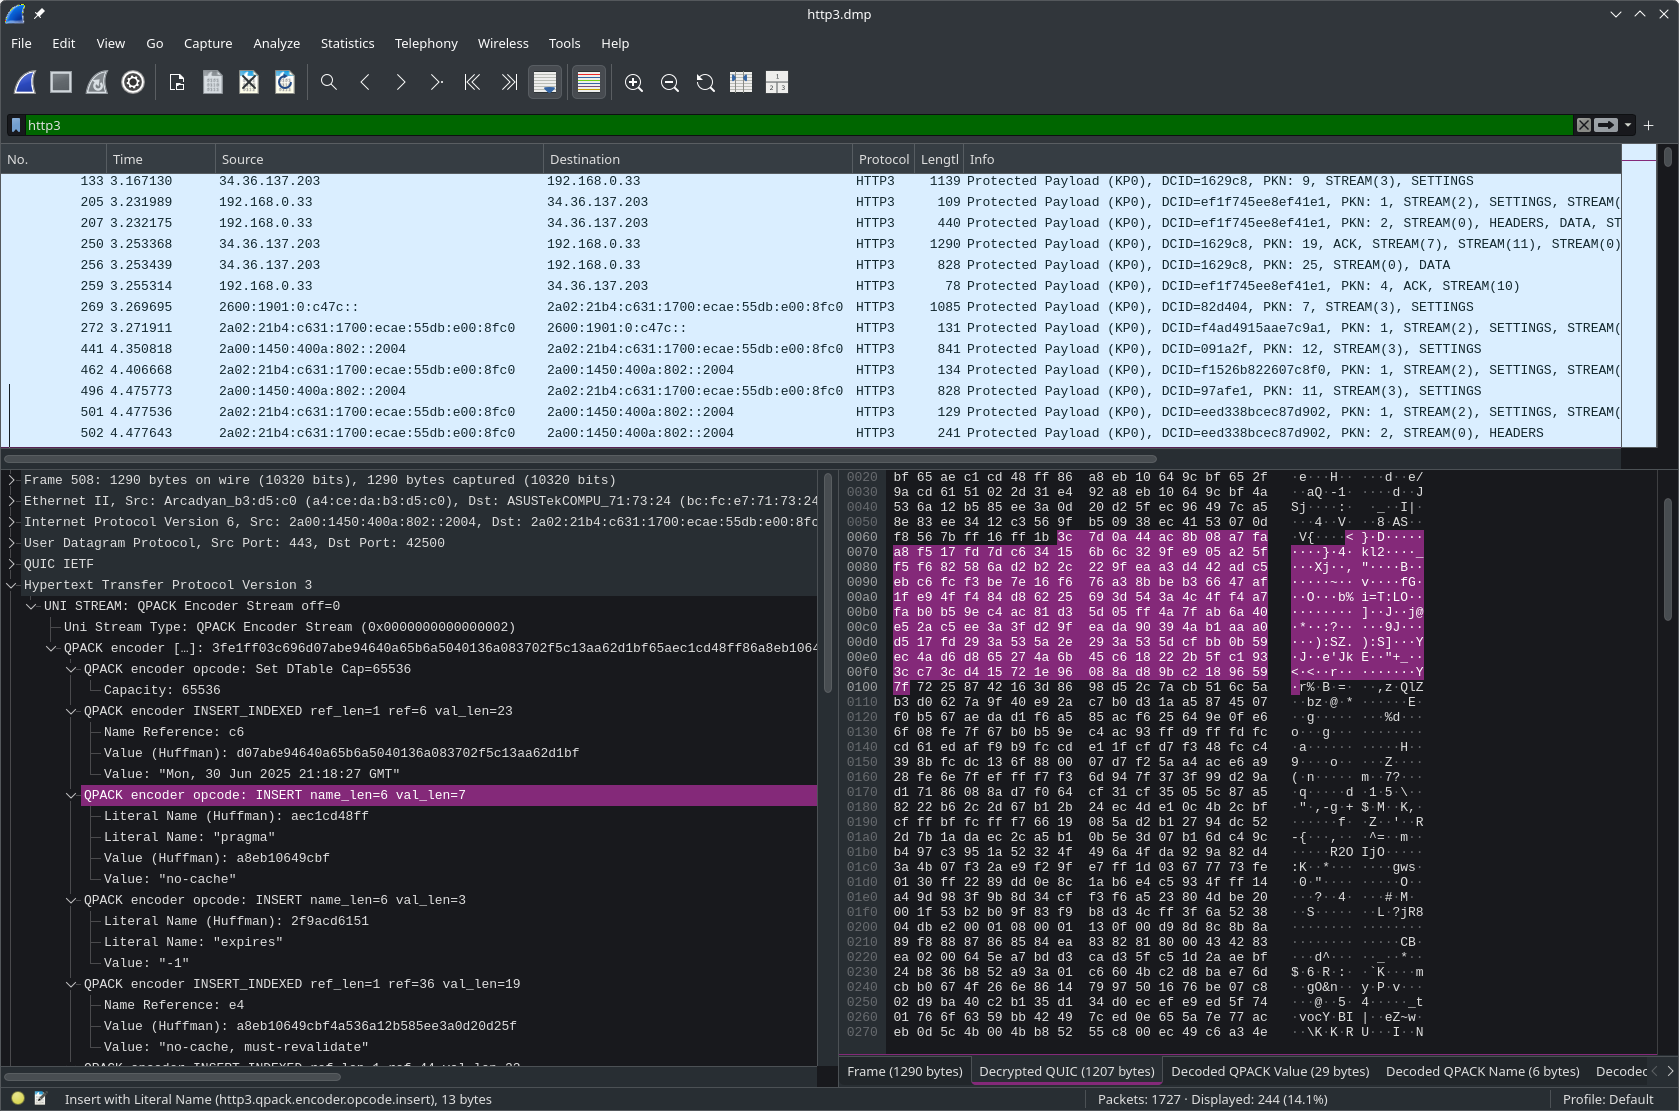 http3.dmp
File Edit View Go Capture Analyze Statistics Telephony Wireless Tools Help
http3
No. Time Source Destination Protocol Lengtl Info
133 3.167130 34.36.137.203 192.168.0.33 HTTP3 1139 Protected Payload (KP0), DCID=1629c8, PKN: 9, STREAM(3), SETTINGS
205 3.231989 192.168.0.33 34.36.137.203 HTTP3 109 Protected Payload (KP0), DCID=ef1f745ee8ef41e1, PKN: 1, STREAM(2), SETTINGS, STREAM(
207 3.232175 192.168.0.33 34.36.137.203 HTTP3 440 Protected Payload (KP0), DCID=ef1f745ee8ef41e1, PKN: 2, STREAM(0), HEADERS, DATA, ST
250 3.253368 34.36.137.203 192.168.0.33 HTTP3 1290 Protected Payload (KP0), DCID=1629c8, PKN: 19, ACK, STREAM(7), STREAM(11), STREAM(0)
256 3.253439 34.36.137.203 192.168.0.33 HTTP3 828 Protected Payload (KP0), DCID=1629c8, PKN: 25, STREAM(0), DATA
259 3.255314 192.168.0.33 34.36.137.203 HTTP3 78 Protected Payload (KP0), DCID=ef1f745ee8ef41e1, PKN: 4, ACK, STREAM(10)
269 3.269695 2600:1901:0:c47c:: 2a02:21b4:c631:1700:ecae:55db:e00:8fc0 HTTP3 1085 Protected Payload (KP0), DCID=82d404, PKN: 7, STREAM(3), SETTINGS
272 3.271911 2a02:21b4:c631:1700:ecae:55db:e00:8fc0 2600:1901:0:c47c:: HTTP3 131 Protected Payload (KP0), DCID=f4ad4915aae7c9a1, PKN: 1, STREAM(2), SETTINGS, STREAM(
441 4.350818 2a00:1450:400a:802::2004 2a02:21b4:c631:1700:ecae:55db:e00:8fc0 HTTP3 841 Protected Payload (KP0), DCID=091a2f, PKN: 12, STREAM(3), SETTINGS
462 4.406668 2a02:21b4:c631:1700:ecae:55db:e00:8fc0 2a00:1450:400a:802::2004 HTTP3 134 Protected Payload (KP0), DCID=f1526b822607c8f0, PKN: 1, STREAM(2), SETTINGS, STREAM(
496 4.475773 2a00:1450:400a:802::2004 2a02:21b4:c631:1700:ecae:55db:e00:8fc0 HTTP3 828 Protected Payload (KP0), DCID=97afe1, PKN: 11, STREAM(3), SETTINGS
501 4.477536 2a02:21b4:c631:1700:ecae:55db:e00:8fc0 2a00:1450:400a:802::2004 HTTP3 129 Protected Payload (KP0), DCID=eed338bcec87d902, PKN: 1, STREAM(2), SETTINGS, STREAM(
502 4.477643 2a02:21b4:c631:1700:ecae:55db:e00:8fc0 2a00:1450:400a:802::2004 HTTP3 241 Protected Payload (KP0), DCID=eed338bcec87d902, PKN: 2, STREAM(0), HEADERS
Frame 508: 1290 bytes on wire (10320 bits), 1290 bytes captured (10320 bits)
Ethernet II, Src: Arcadyan_b3:d5:c0 (a4:ce:da:b3:d5:c0), Dst: ASUSTekCOMPU_71:73:24 (bc:fc:e7:71:73:24
Internet Protocol Version 6, Src: 2a00:1450:400a:802::2004, Dst: 2a02:21b4:c631:1700:ecae:55db:e00:8fc
User Datagram Protocol, Src Port: 443, Dst Port: 42500
QUIC IETF
Hypertext Transfer Protocol Version 3
UNI STREAM: QPACK Encoder Stream off=0
Uni Stream Type: QPACK Encoder Stream (0x0000000000000002)
QPACK encoder […]: 3fe1ff03c696d07abe94640a65b6a5040136a083702f5c13aa62d1bf65aec1cd48ff86a8eb1064
QPACK encoder opcode: Set DTable Cap=65536
Capacity: 65536
QPACK encoder INSERT_INDEXED ref_len=1 ref=6 val_len=23
Name Reference: c6
Value (Huffman): d07abe94640a65b6a5040136a083702f5c13aa62d1bf
Value: "Mon, 30 Jun 2025 21:18:27 GMT"
QPACK encoder opcode: INSERT name_len=6 val_len=7
Literal Name (Huffman): aec1cd48ff
Literal Name: "pragma"
Value (Huffman): a8eb10649cbf
Value: "no-cache"
QPACK encoder opcode: INSERT name_len=6 val_len=3
Literal Name (Huffman): 2f9acd6151
Literal Name: "expires"
Value: "-1"
QPACK encoder INSERT_INDEXED ref_len=1 ref=36 val_len=19
Name Reference: e4
Value (Huffman): a8eb10649cbf4a536a12b585ee3a0d20d25f
Value: "no-cache, must-revalidate"
0020 bf 65 ae c1 cd 48 ff 86 a8 eb 10 64 9c bf 65 2f ·e···H·· ···d··e/
0030 9a cd 61 51 02 2d 31 e4 92 a8 eb 10 64 9c bf 4a ··aQ·-1· ····d··J
0040 53 6a 12 b5 85 ee 3a 0d 20 d2 5f ec 96 49 7c a5 Sj····:· ·_··I|·
0050 8e 83 ee 34 12 c3 56 9f b5 09 38 ec 41 53 07 0d ···4··V· ··8·AS··
0060 f8 56 7b ff 16 ff 1b 3c 7d 0a 44 ac 8b 08 a7 fa ·V{····< }·D·····
0070 a8 f5 17 fd 7d c6 34 15 6b 6c 32 9f e9 05 a2 5f ····}·4· kl2····_
0080 f5 f6 82 58 6a d2 b2 2c 22 9f ea a3 d4 42 ad c5 ···Xj··, "····B··
0090 eb c6 fc f3 be 7e 16 f6 76 a3 8b be b3 66 47 af ·····~·· v····fG·
00a0 1f e9 4f f4 84 d8 62 25 69 3d 54 3a 4c 4f f4 a7 ··O···b% i=T:LO··
00b0 fa b0 b5 9e c4 ac 81 d3 5d 05 ff 4a 7f ab 6a 40 ········ ]··J··j@
00c0 e5 2a c5 ee 3a 3f d2 9f ea da 90 39 4a b1 aa a0 ·*··:?·· ···9J···
00d0 d5 17 fd 29 3a 53 5a 2e 29 3a 53 5d cf bb 0b 59 ···):SZ. ):S]···Y
00e0 ec 4a d6 d8 65 27 4a 6b 45 c6 18 22 2b 5f c1 93 ·J··e'Jk E··"+_··
00f0 3c c7 3c d4 15 72 1e 96 08 8a d8 9b c2 18 96 59 <·<··r·· ·······Y
0100 7f 72 25 87 42 16 3d 86 98 d5 2c 7a cb 51 6c 5a ·r%·B·=· ··,z·QlZ
0110 b3 d0 62 7a 9f 40 e9 2a c7 b0 d3 1a a5 87 45 07 ··bz·@·* ······E·
0120 f0 b5 67 ae da d1 f6 a5 85 ac f6 25 64 9e 0f e6 ··g····· ···%d···
0130 6f 08 fe 7f 67 b0 b5 9e c4 ac 93 ff d9 ff fd fc o···g··· ········
0140 cd 61 ed af f9 b9 fc cd e1 1f cf d7 f3 48 fc c4 ·a······ ·····H··
0150 39 8b fc dc 13 6f 88 00 07 d7 f2 5a a4 ac e6 a9 9····o·· ···Z····
0160 28 fe 6e 7f ef ff f7 f3 6d 94 7f 37 3f 99 d2 9a (·n····· m··7?···
0170 d1 71 86 08 8a d7 f0 64 cf 31 cf 35 05 5c 87 a5 ·q·····d ·1·5·\··
0180 82 22 b6 2c 2d 67 b1 2b 24 ec 4d e1 0c 4b 2c bf ·"·,-g·+ $·M··K,·
0190 cf ff bf fc ff f7 66 19 08 5a d2 b1 27 94 dc 52 ······f· ·Z··'··R
01a0 2d 7b 1a da ec 2c a5 b1 0b 5e 3d 07 b1 6d c4 9c -{···,·· ·^=··m··
01b0 b4 97 c3 95 1a 52 32 4f 49 6a 4f da 92 9a 82 d4 ·····R2O IjO·····
01c0 3a 4b 07 f3 2a e9 f2 9f e7 ff 1d 03 67 77 73 fe :K··*··· ····gws·
01d0 01 30 ff 22 89 dd 0e 8c 1a b6 e4 c5 93 4f ff 14 ·0·"···· ·····O··
01e0 a4 9d 98 3f 9b 8d 34 cf f3 f6 a5 23 80 4d be 20 ···?··4· ···#·M·
01f0 00 1f 53 b2 b0 9f 83 f9 b8 d3 4c ff 3f 6a 52 38 ··S····· ··L·?jR8
0200 04 db e2 00 01 08 00 01 13 0f 00 d9 8d 8c 8b 8a ········ ········
0210 89 f8 88 87 86 85 84 ea 83 82 81 80 00 43 42 83 ········ ·····CB·
0220 ea 02 00 64 5e a7 bd d3 ca d3 5f c5 1d 2a ae bf ···d^··· ··_··*··
0230 24 b8 36 b8 52 a9 3a 01 c6 60 4b c2 d8 ba e7 6d $·6·R·:· ·`K····m
0240 cb b0 67 4f 26 6e 86 14 79 97 50 16 76 be 07 c8 ··gO&n·· y·P·v···
0250 02 d9 ba 40 c2 b1 35 d1 34 d0 ec ef e9 ed 5f 74 ···@··5· 4·····_t
0260 01 76 6f 63 59 bb 42 49 7c ed 0e 65 5a 7e 77 ac ·vocY·BI |··eZ~w·
0270 eb 0d 5c 4b 00 4b b8 52 55 c8 00 ec 49 c6 a3 4e ··\K·K·R U···I··N
Frame (1290 bytes) Decrypted QUIC (1207 bytes) Decoded QPACK Value (29 bytes) Decoded QPACK Name (6 bytes) Decoded
Insert with Literal Name (http3.qpack.encoder.opcode.insert), 13 bytes Packets: 1727 · Displayed: 244 (14.1%) Profile: Default